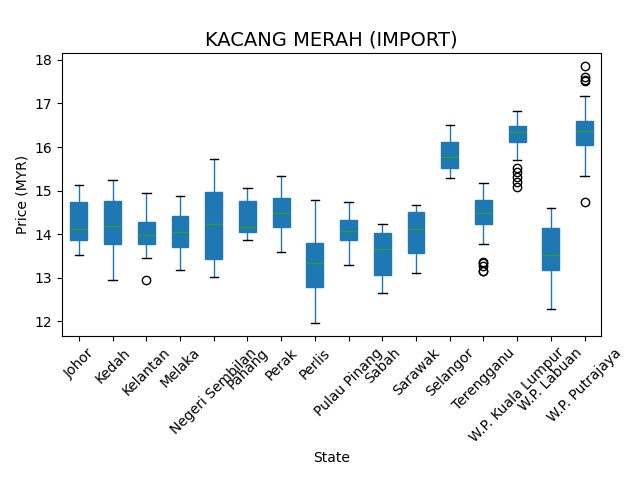 KACANG MERAH (IMPORT)
Price (MYR)
18
17
16
15
14
13
12
Johor
Kedah
Kelantan
Melaka
Negeri Sembilan
Pahang
Perak
Perlis
Pulau Pinang
Sabah
Sarawak
Selangor
Terengganu
W.P. Kuala Lumpur
W.P. Labuan
W.P. Putrajaya
State